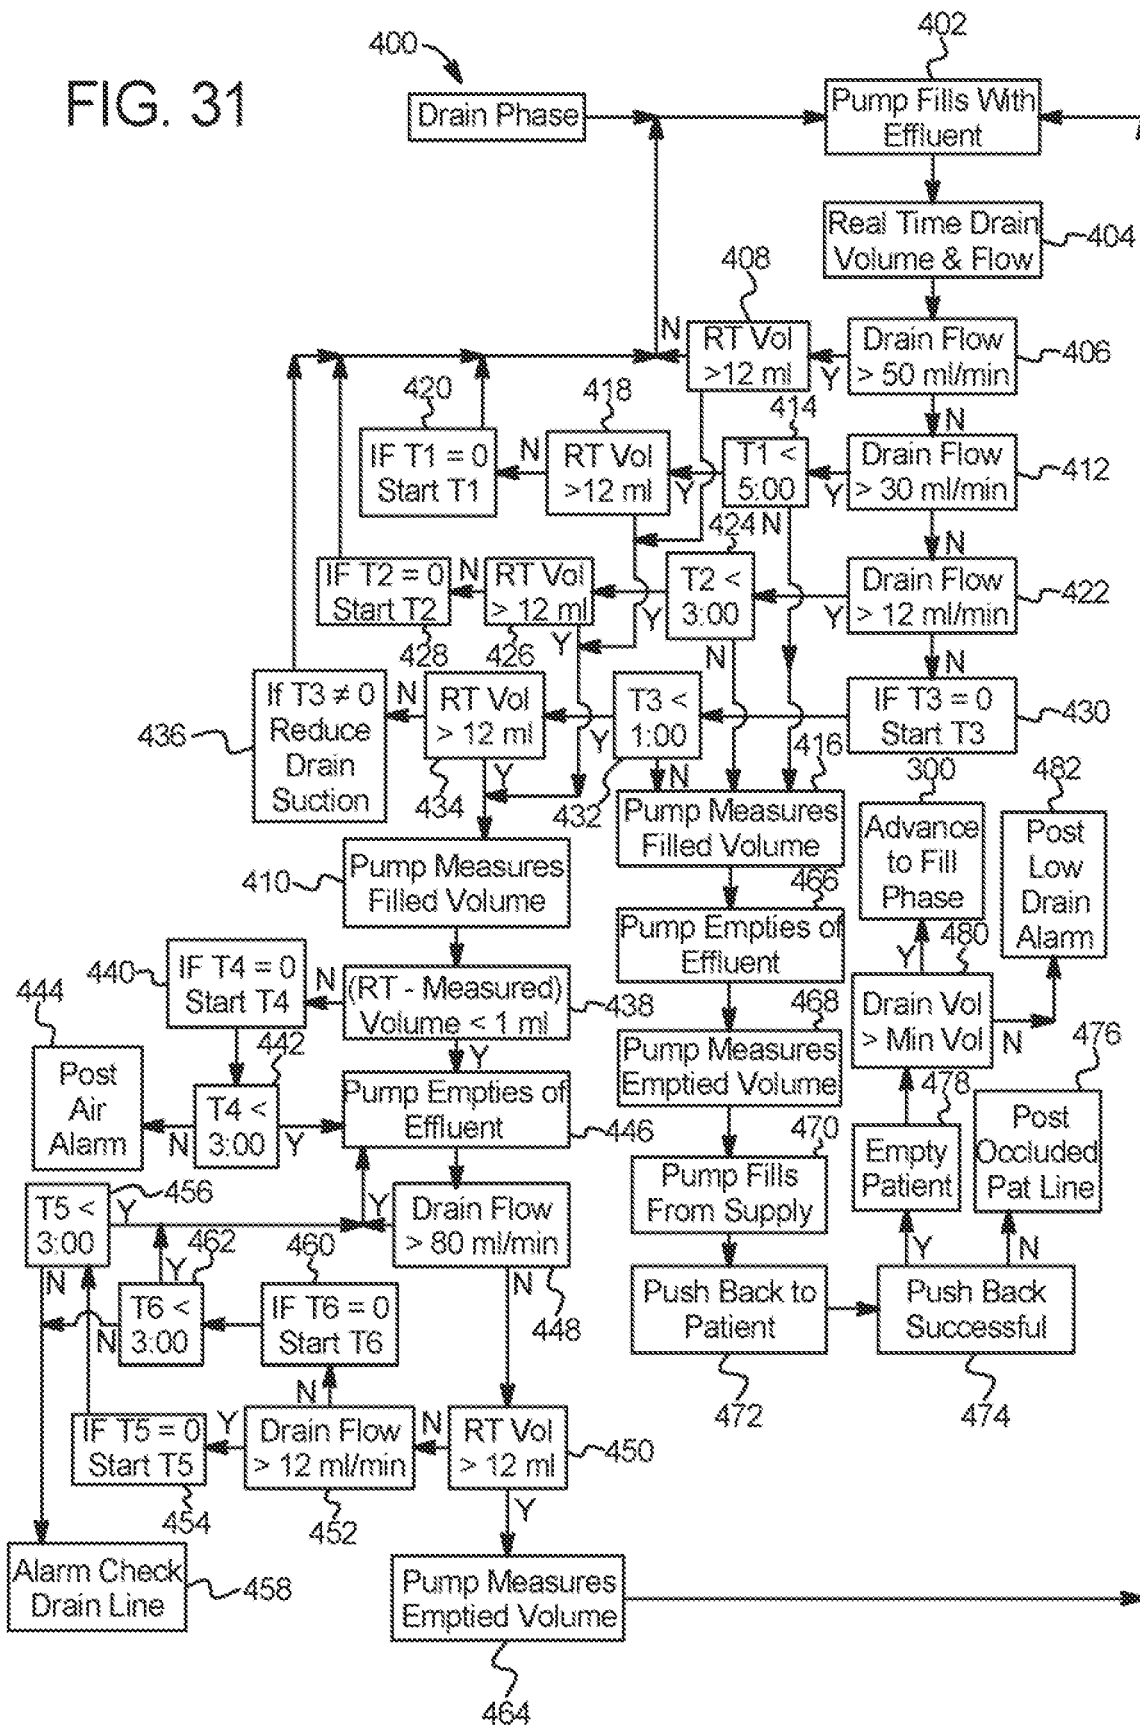 FIG. 31
400
402
Drain Phase
Pump Fills With
Effluent
Real Time Drain
Volume & Flow
404
408
RT Vol
>12 ml
N
Drain Flow
> 50 ml/min
406
Y
N
420
IF T1 = 0
Start T1
N
418
RT Vol
>12 ml
Y
414
T1 <
5:00
N
Y
Drain Flow
> 30 ml/min
412
N
IF T2 = 0
Start T2
428
N
RT Vol
> 12 ml
426
Y
Y
424
T2 <
3:00
N
Y
Drain Flow
> 12 ml/min
422
N
If T3 ≠ 0
Reduce
Drain
Suction
436
N
RT Vol
> 12 ml
434
Y
Y
T3 <
1:00
432
N
IF T3 = 0
Start T3
430
416
Pump Measures
Filled Volume
300
Advance
to Fill
Phase
482
Post
Low
Drain
Alarm
410
Pump Measures
Filled Volume
466
Pump Empties of
Effluent
440
IF T4 = 0
Start T4
N
(RT - Measured)
Volume < 1 ml
438
Y
480
Y
Drain Vol
> Min Vol
N
444
Post
Air
Alarm
442
T4 <
3:00
N
Y
Pump Empties of
Effluent
446
468
Pump Measures
Emptied Volume
478
Empty
Patient
476
Post
Occluded
Pat Line
470
Pump Fills
From Supply
456
T5 <
3:00
Y
N
Y
Drain Flow
> 80 ml/min
448
N
462
Y
T6 <
3:00
N
460
IF T6 = 0
Start T6
N
Push Back to
Patient
472
Y
N
Push Back
Successful
474
IF T5 = 0
Start T5
454
Y
Drain Flow
> 12 ml/min
452
N
RT Vol
> 12 ml
450
Y
Alarm Check
Drain Line
458
Pump Measures
Emptied Volume
464